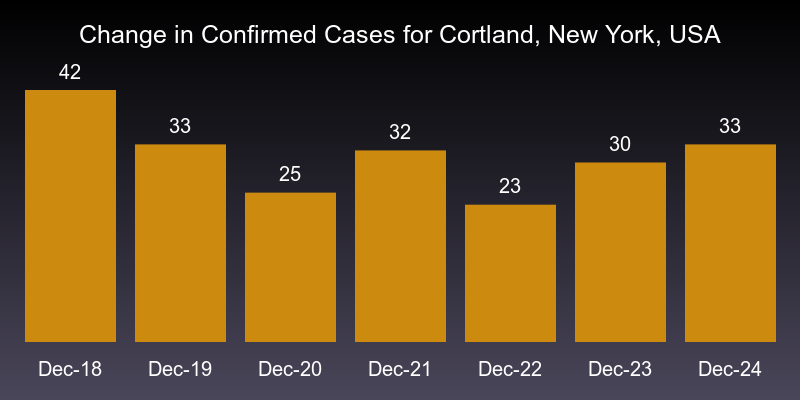 Change in Confirmed Cases for Cortland, New York, USA
42
33
25
32
23
30
33
Dec-18
Dec-19
Dec-20
Dec-21
Dec-22
Dec-23
Dec-24